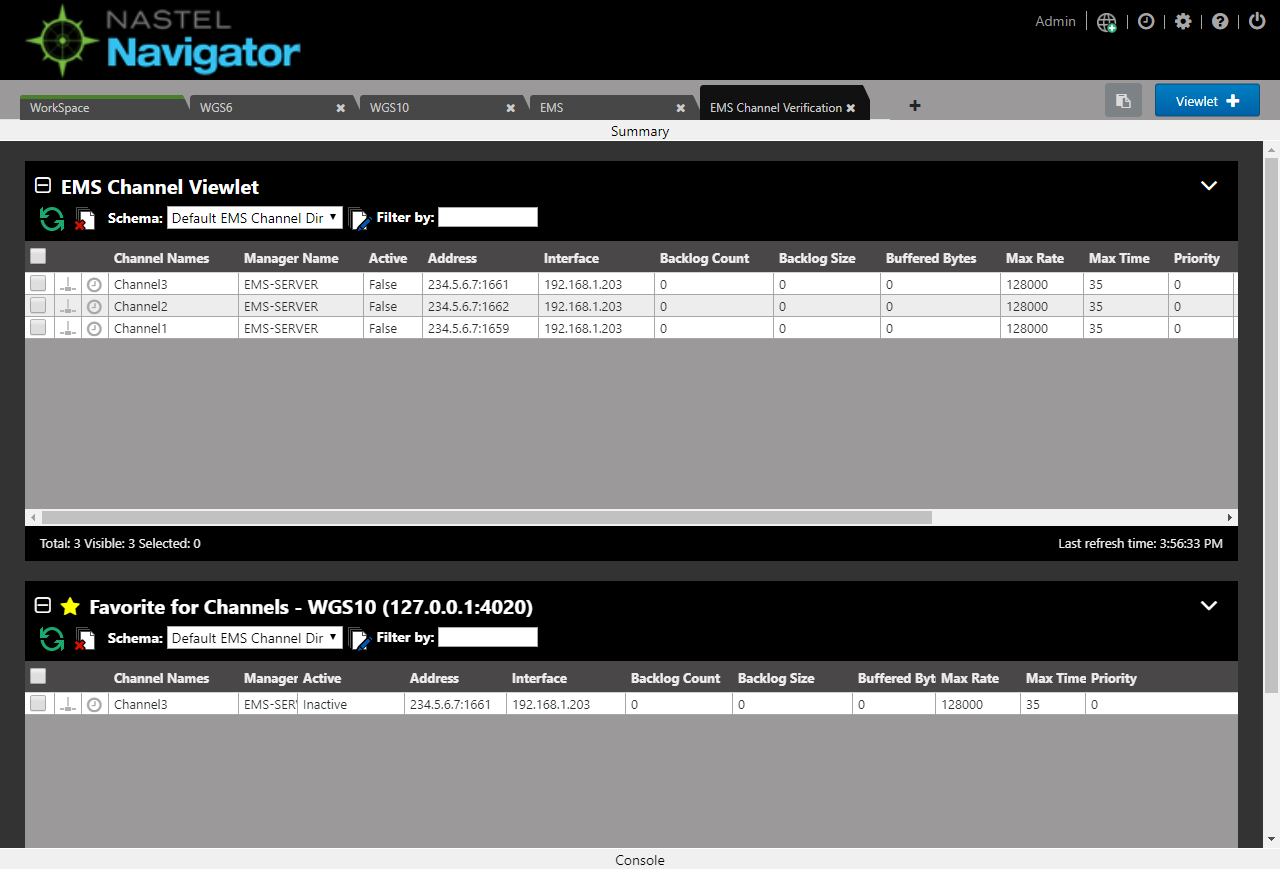 NASTEL
Navigator
Admin
WorkSpace WGS6 WGS10 EMS EMS Channel Verification Viewlet
Summary
EMS Channel Viewlet
Schema: Default EMS Channel Dir Filter by:
Channel Names Manager Name Active Address Interface Backlog Count Backlog Size Buffered Bytes Max Rate Max Time Priority
Channel3 EMS-SERVER False 234.5.6.7:1661 192.168.1.203 0 0 0 128000 35 0
Channel2 EMS-SERVER False 234.5.6.7:1662 192.168.1.203 0 0 0 128000 35 0
Channel1 EMS-SERVER False 234.5.6.7:1659 192.168.1.203 0 0 0 128000 35 0
Total: 3 Visible: 3 Selected: 0 Last refresh time: 3:56:33 PM
Favorite for Channels - WGS10 (127.0.0.1:4020)
Schema: Default EMS Channel Dir Filter by:
Channel Names Manager Active Address Interface Backlog Count Backlog Size Buffered Byt Max Rate Max Time Priority
Channel3 EMS-SER Inactive 234.5.6.7:1661 192.168.1.203 0 0 0 128000 35 0
Console